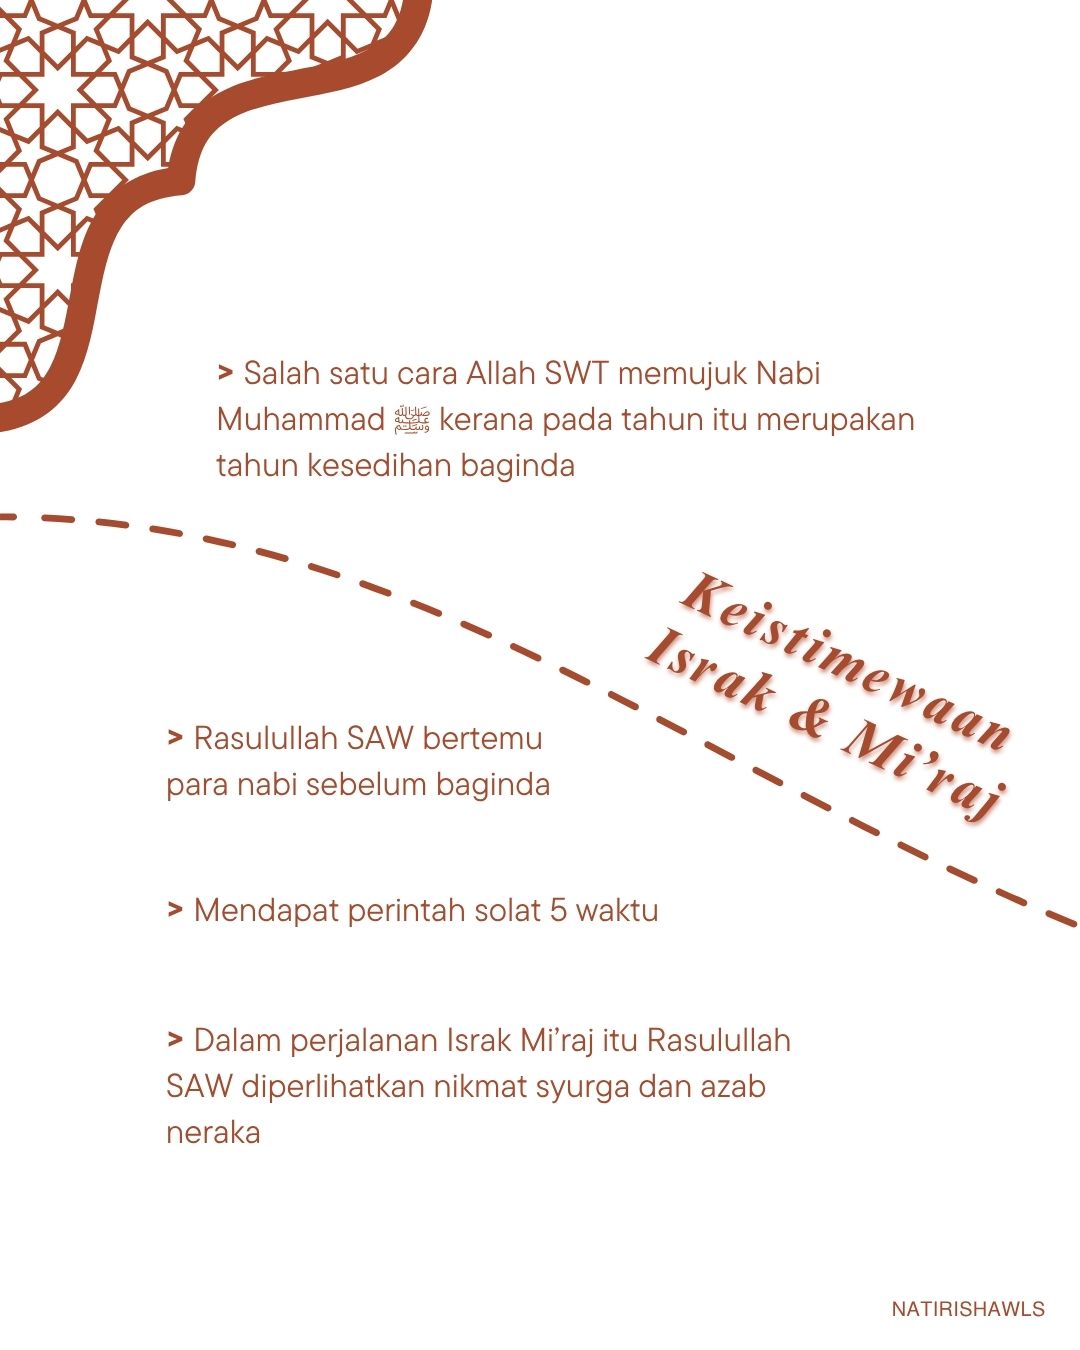 > Salah satu cara Allah SWT memujuk Nabi
Muhammad ﷺ kerana pada tahun itu merupakan
tahun kesedihan baginda
Keistimewaan
Israk & Mi’raj
> Rasulullah SAW bertemu
para nabi sebelum baginda
> Mendapat perintah solat 5 waktu
> Dalam perjalanan Israk Mi’raj itu Rasulullah
SAW diperlihatkan nikmat syurga dan azab
neraka
NATIRISHAWLS